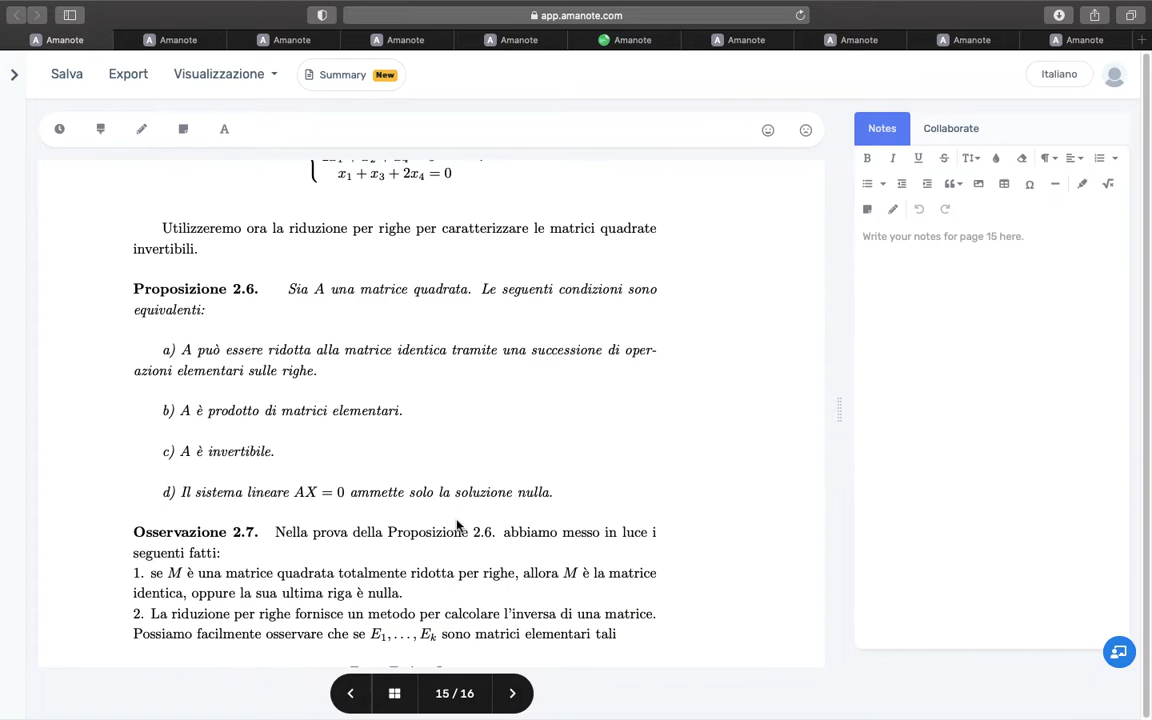 app.amanote.com
Amanote Amanote Amanote Amanote Amanote Amanote Amanote Amanote Amanote Amanote
Salva Export Visualizzazione Summary New Italiano
A
Notes Collaborate
x₁ + x₃ + 2x₄ = 0
Utilizzeremo ora la riduzione per righe per caratterizzare le matrici quadrate
invertibili.
Proposizione 2.6. Sia A una matrice quadrata. Le seguenti condizioni sono
equivalenti:
a) A può essere ridotta alla matrice identica tramite una successione di oper-
azioni elementari sulle righe.
b) A è prodotto di matrici elementari.
c) A è invertibile.
d) Il sistema lineare AX = 0 ammette solo la soluzione nulla.
Osservazione 2.7. Nella prova della Proposizione 2.6. abbiamo messo in luce i
seguenti fatti:
1. se M è una matrice quadrata totalmente ridotta per righe, allora M è la matrice
identica, oppure la sua ultima riga è nulla.
2. La riduzione per righe fornisce un metodo per calcolare l'inversa di una matrice.
Possiamo facilmente osservare che se E₁, . . . , Eₖ sono matrici elementari tali
15 / 16
B I U S
Write your notes for page 15 here.